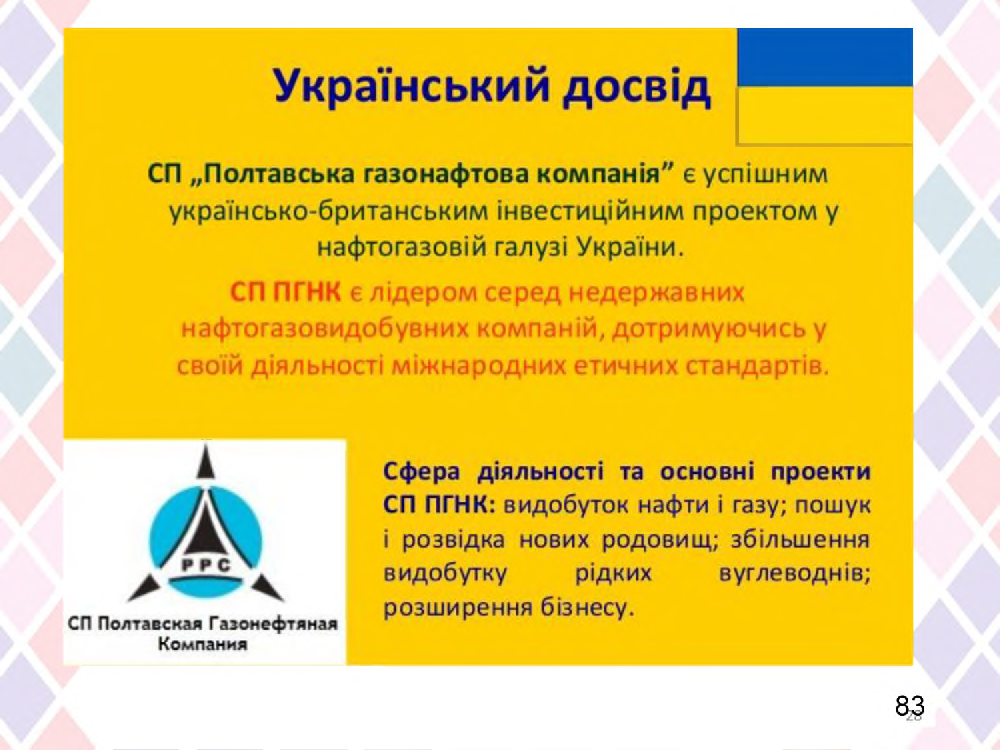 Український досвід
СП „Полтавська газонафтова компанія” є успішним
українсько-британським інвестиційним проектом у
нафтогазовій галузі України.
СП ПГНК є лідером серед недержавних
нафтогазовидобувних компаній, дотримуючись у
своїй діяльності міжнародних етичних стандартів.
Сфера діяльності та основні проекти
СП ПГНК: видобуток нафти і газу; пошук
і розвідка нових родовищ; збільшення
видобутку рідких вуглеводнів;
розширення бізнесу.
PPC
СП Полтавская Газонефтяная
Компания
83
28